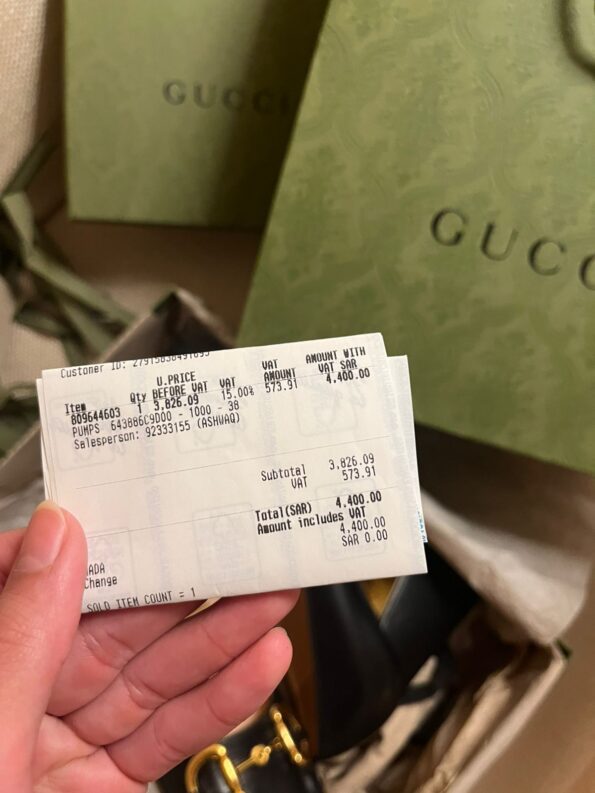 GUCCI
GUCC
Customer ID:
Item Qty U.PRICE BEFORE VAT VAT VAT AMOUNT AMOUNT WITH VAT SAR
809644603 1 3,826.09 15.00% 573.91 4,400.00
PUMPS 643886C9D00 - 1000 - 38
Salesperson: 92333155 (ASHWAQ)
Subtotal 3,826.09
VAT 573.91
Total(SAR) 4,400.00
Amount includes VAT
ADA 4,400.00
Change SAR 0.00
SOLD ITEM COUNT = 1